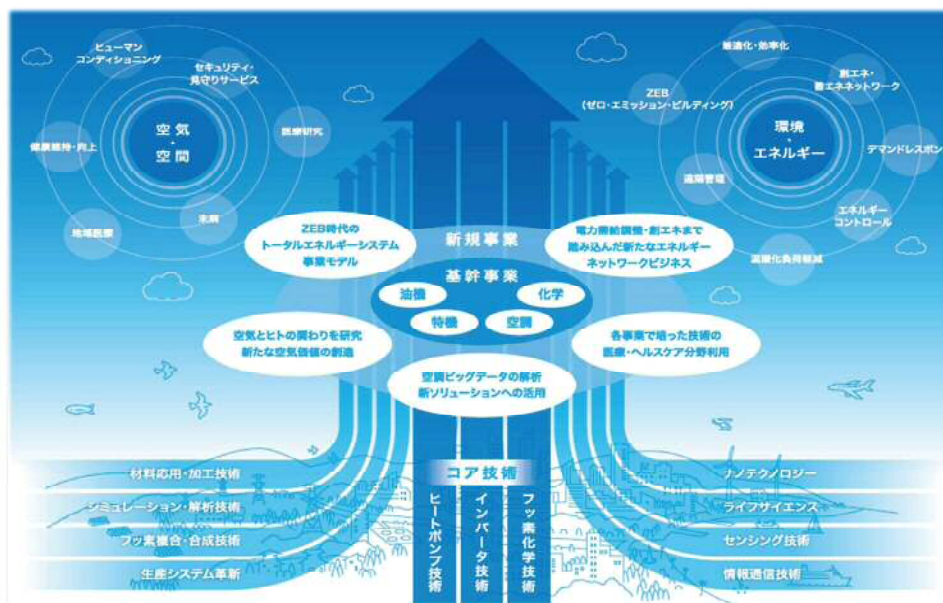 ヒューマン
コンディショニング
セキュリティ・
見守りサービス
空気
・
空間
医療研究
健康維持・向上
未病
地域医療
最適化・効率化
創エネ・
蓄エネネットワーク
ZEB
(ゼロ・エミッション・ビルディング)
環境
・
エネルギー
デマンドレスポン
遠隔管理
エネルギー
コントロール
温暖化負荷軽減
ZEB時代の
トータルエネルギーシステム
事業モデル
新規事業
電力需給調整・創エネまで
踏み込んだ新たなエネルギー
ネットワークビジネス
基幹事業
油機
化学
特機
空調
空気とヒトの関わりを研究
新たな空気価値の創造
各事業で培った技術の
医療・ヘルスケア分野利用
空調ビッグデータの解析
新ソリューションへの活用
コア技術
ヒートポンプ技術
インバータ技術
フッ素化学技術
材料応用・加工技術
シミュレーション・解析技術
フッ素複合・合成技術
生産システム革新
ナノテクノロジー
ライフサイエンス
センシング技術
情報通信技術